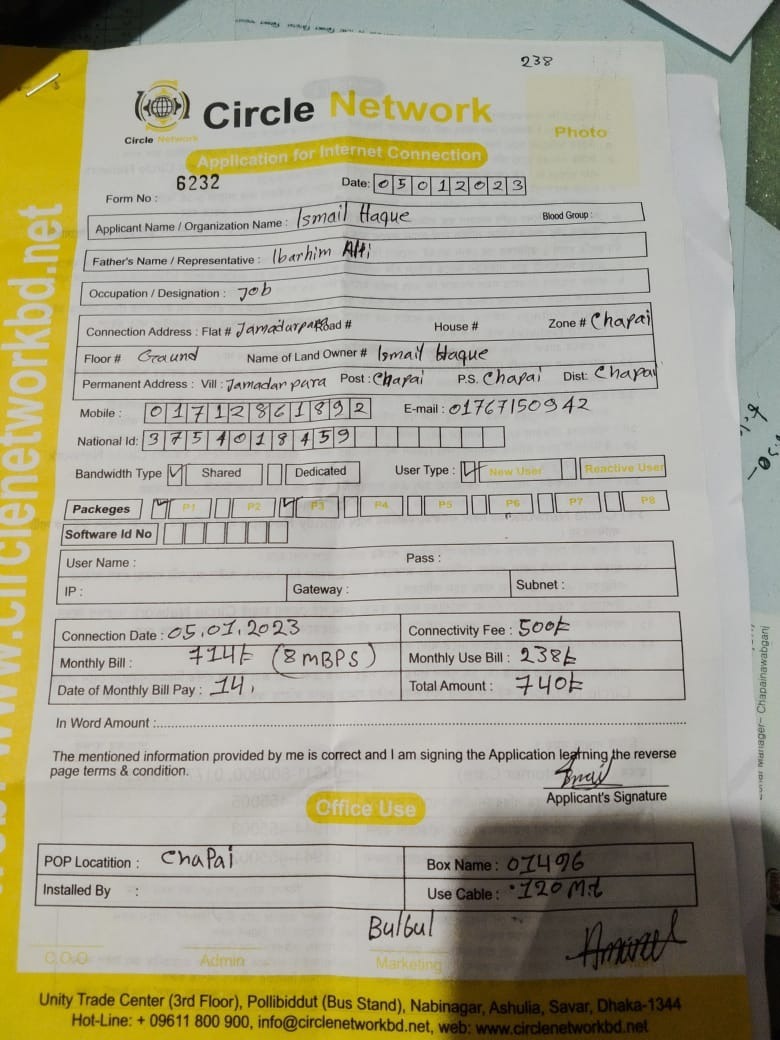 238
Circle Network
Circle Network
Photo
Application for Internet Connection
Form No : 6232 Date: 05012023
Applicant Name / Organization Name : Ismail Haque Blood Group :
Father's Name / Representative : Ibarhim Ali
Occupation / Designation : Job
Connection Address : Flat # Jamadarpara Road # House # Zone # Chapai
Floor # Graund Name of Land Owner # Ismail Haque
Permanent Address : Vill : Jamadar para Post : Chapai P.S. Chapai Dist: Chapai
Mobile : 01712861892 E-mail : 01767150942
National Id: 3754018459
Bandwidth Type Shared Dedicated User Type : New User Reactive User
Packeges P1 P2 P3 P4 P5 P6 P7 P8
Software Id No
User Name : Pass :
IP : Gateway : Subnet :
Connection Date : 05.01.2023 Connectivity Fee : 500/=
Monthly Bill : 714/= (8 mBPS) Monthly Use Bill : 238/=
Date of Monthly Bill Pay : 14. Total Amount : 740/=
In Word Amount :
The mentioned information provided by me is correct and I am signing the Application learning the reverse
page terms & condition.
Applicant's Signature
Office Use
POP Locatition : Chapai Box Name : 01496
Installed By : Use Cable : 120 Mt
Bulbul
C.O.O Admin Marketing
Unity Trade Center (3rd Floor), Pollibiddut (Bus Stand), Nabinagar, Ashulia, Savar, Dhaka-1344
Hot-Line: + 09611 800 900, info@circlenetworkbd.net, web: www.circlenetworkbd.net
www.circlenetworkbd.net
Zonal Manager– Chapainawabganj